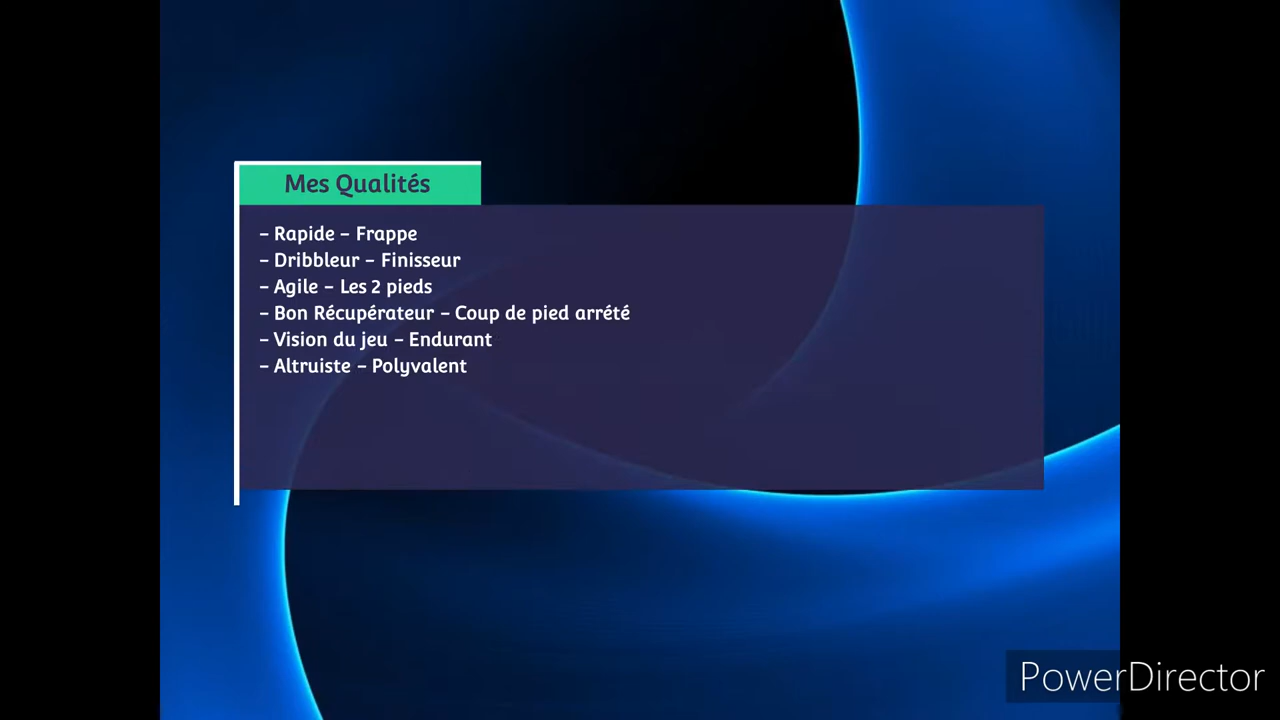 Mes Qualités
- Rapide - Frappe
- Dribbleur - Finisseur
- Agile - Les 2 pieds
- Bon Récupérateur - Coup de pied arrété
- Vision du jeu - Endurant
- Altruiste - Polyvalent
PowerDirector